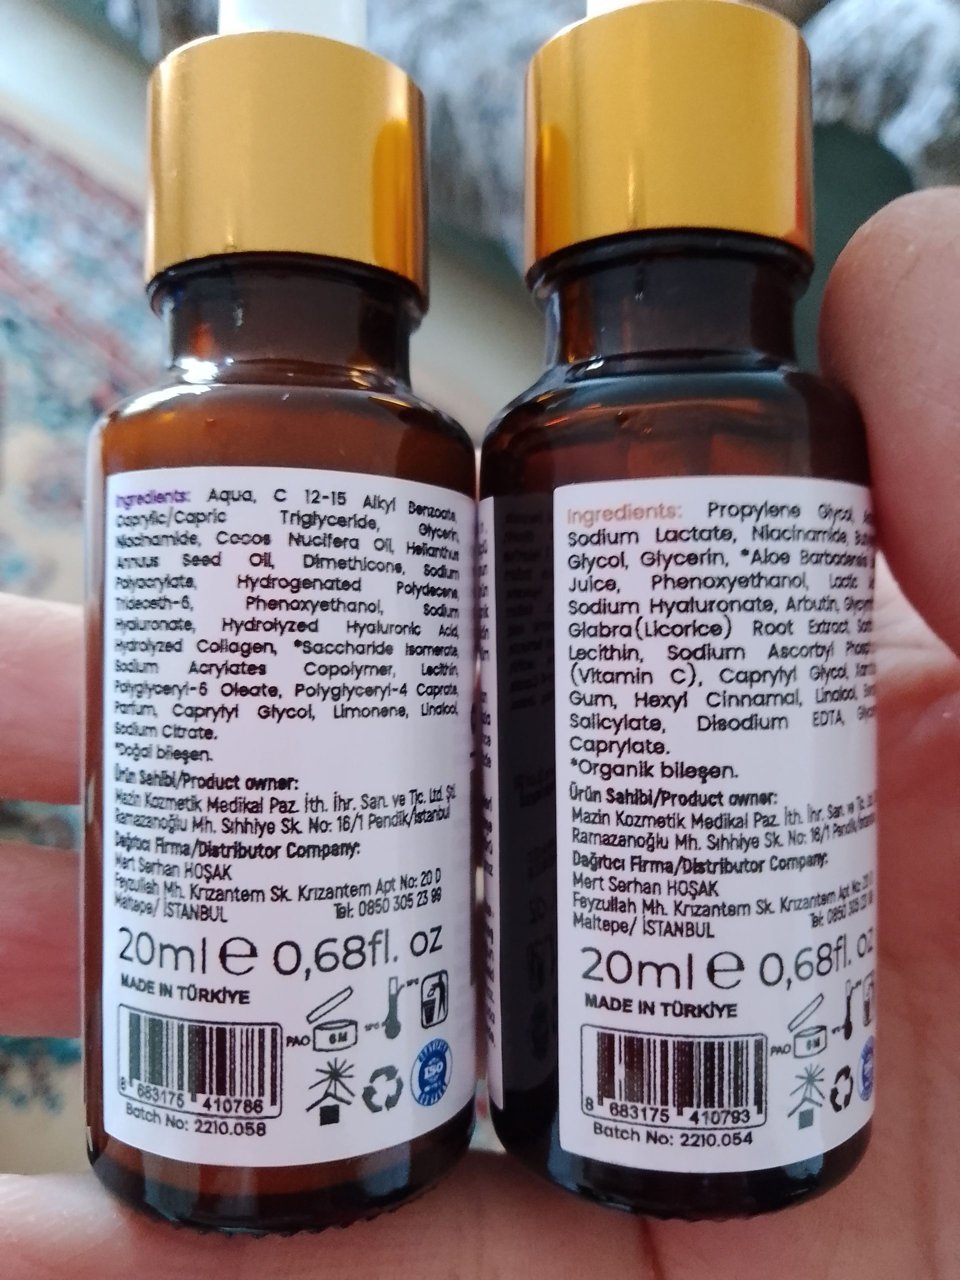 Ingredients: Aqua, C 12-15 Alkyl Benzoate,
Caprylic/Capric Triglyceride, Glycerin,
Niachamide, Cocos Nucifera Oil, Helianthus
Annuus Seed Oil, Dimethicone, Sodium
Polyacrylate, Hydrogenated Polydecene,
Trideceth-6, Phenoxyethanol, Sodium
Hyaluronate, Hydrolyzed Hyaluronic Acid,
Hydrolyzed Collagen, *Saccharide Isomerate,
Sodium Acrylates Copolymer, Lecithin,
Polyglyceryl-6 Oleate, Polyglyceryl-4 Caprate,
Parfum, Caprylyl Glycol, Limonene, Linalool,
Sodium Citrate.
*Doğal bileşen.
Ürün Sahibi/Product owner:
Mazin Kozmetik Medikal Paz. İth. İhr. San. ve Tic. Ltd. Şti.
Ramazanoğlu Mh. Sıhhiye Sk. No: 16/1 Pendik/İstanbul
Dağıtıcı Firma/Distributor Company:
Mert Serhan HOŞAK
Feyzullah Mh. Krizantem Sk. Krizantem Apt No: 20 D
Maltepe/ İSTANBUL Tel: 0850 305 23 99
20ml e 0,68fl. oz
MADE IN TÜRKİYE
PAO 6M
ISO
8 683175 410786
Batch No: 2210.058
Ingredients: Propylene Glycol,
Sodium Lactate, Niacinamide,
Glycol, Glycerin, *Aloe Barbadensis
Juice, Phenoxyethanol, Lactic
Sodium Hyaluronate, Arbutin,
Glabra(Licorice) Root Extract,
Lecithin, Sodium Ascorbyl
(Vitamin C), Caprylyl Glycol,
Gum, Hexyl Cinnamal, Linalool,
Salicylate, Disodium EDTA,
Caprylate.
*Organik bileşen.
Ürün Sahibi/Product owner:
Mazin Kozmetik Medikal Paz. İth. İhr. San. ve Tic.
Ramazanoğlu Mh. Sıhhiye Sk. No: 16/1
Dağıtıcı Firma/Distributor Company:
Mert Serhan HOŞAK
Feyzullah Mh. Krizantem Sk. Krizantem Apt No: 20 D
Maltepe/ İSTANBUL Tel: 0850 305 23
20ml e 0,68fl. oz
MADE IN TÜRKİYE
PAO 6M
8 683175 410793
Batch No: 2210.054